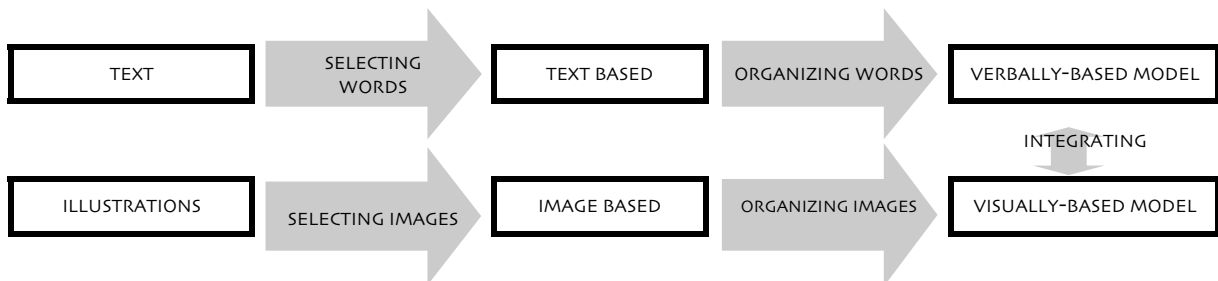 TEXT
SELECTING
WORDS
TEXT BASED
ORGANIZING WORDS
VERBALLY-BASED MODEL
INTEGRATING
ILLUSTRATIONS
SELECTING IMAGES
IMAGE BASED
ORGANIZING IMAGES
VISUALLY-BASED MODEL